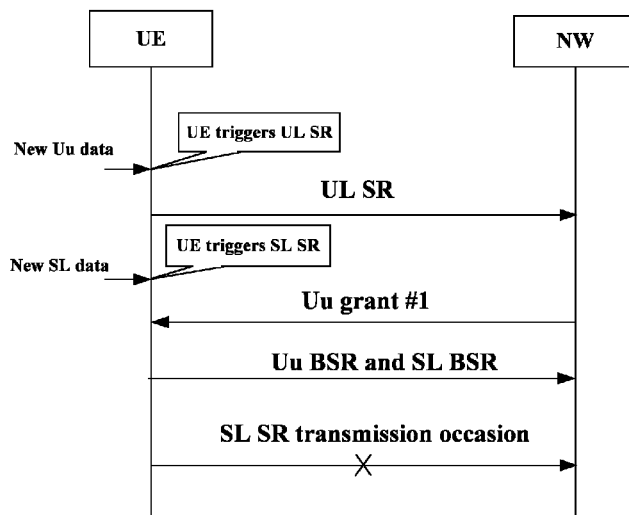 UE
NW
UE triggers UL SR
New Uu data
UL SR
UE triggers SL SR
New SL data
Uu grant #1
Uu BSR and SL BSR
SL SR transmission occasion